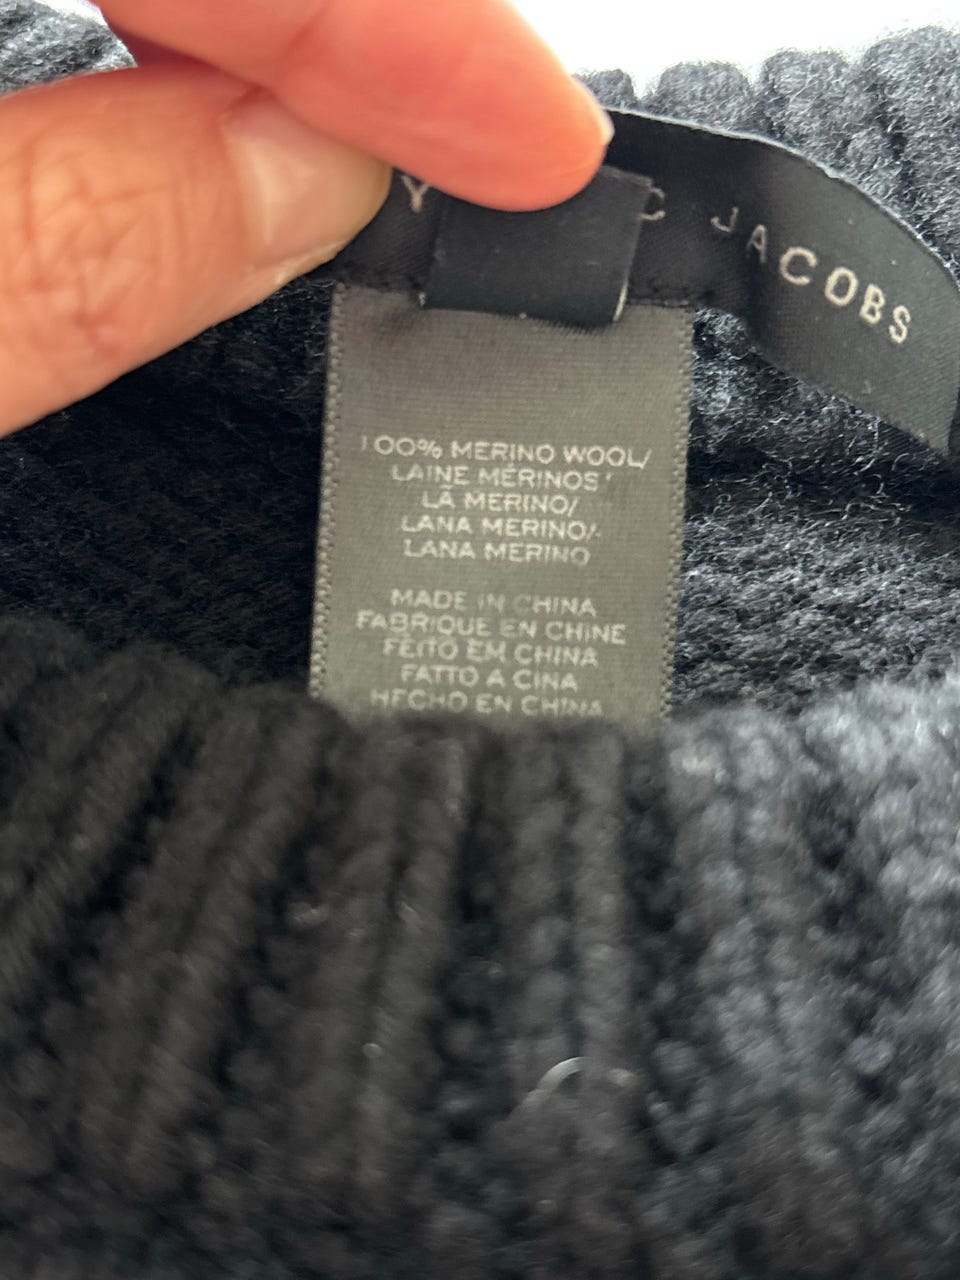 Y C JACOBS
100% MERINO WOOL/
LAINE MÉRINOS/
LÃ MERINO/
LANA MERINO/
LANA MERINO
MADE IN CHINA
FABRIQUE EN CHINE
FEITO EM CHINA
FATTO A CINA
HECHO EN CHINA